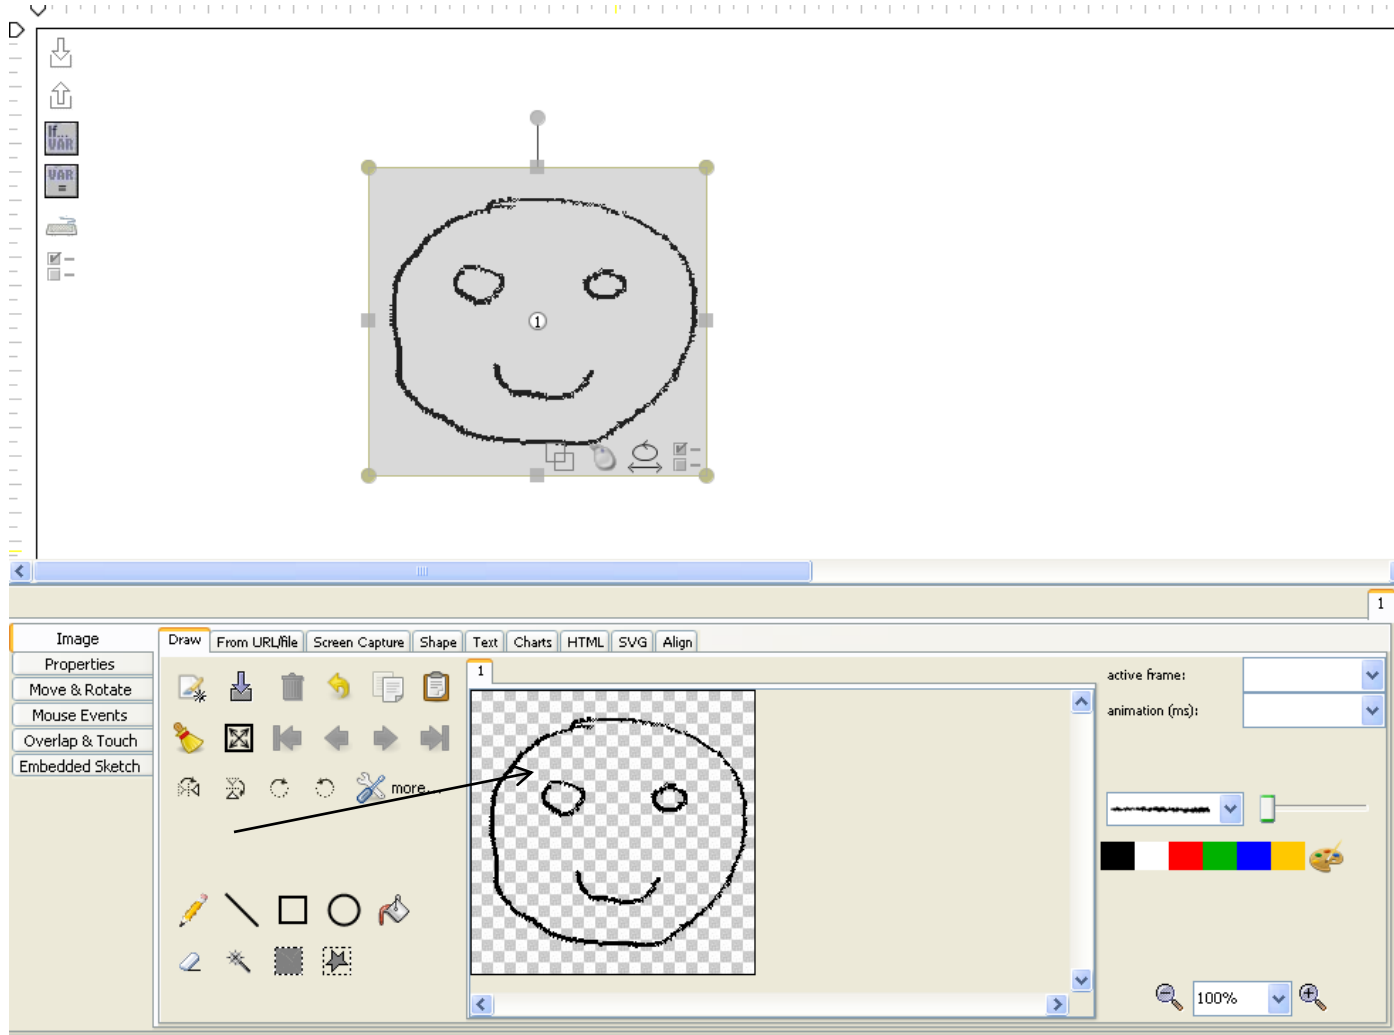 If...
VAR
VAR
=
1
1
Image
Properties
Move & Rotate
Mouse Events
Overlap & Touch
Embedded Sketch
Draw From URL/file Screen Capture Shape Text Charts HTML SVG Align
1
more...
active frame:
animation (ms):
100%